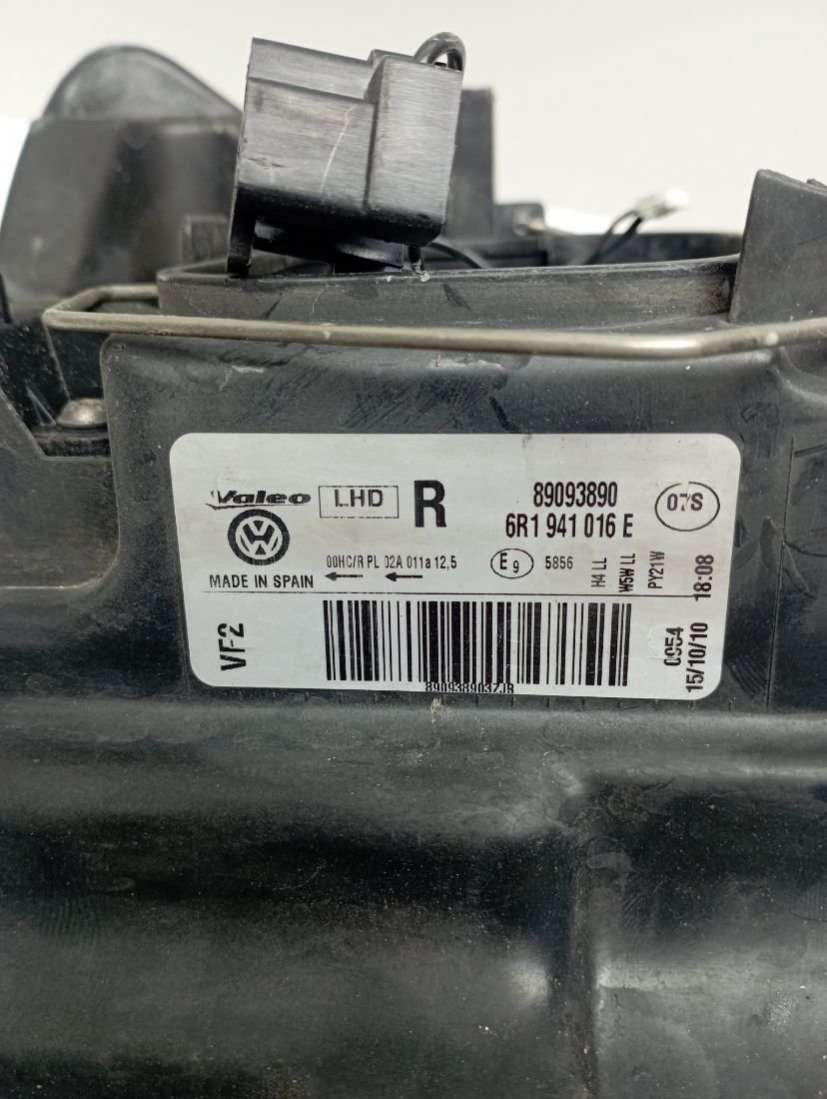 Valeo
LHD
R
89093890
6R1 941 016 E
07S
MADE IN SPAIN
00HC/R PL 02A 011a 12,5
E9
5856
H4 LL
W5W LL
PY21W
18:08
15/10/10
VF2